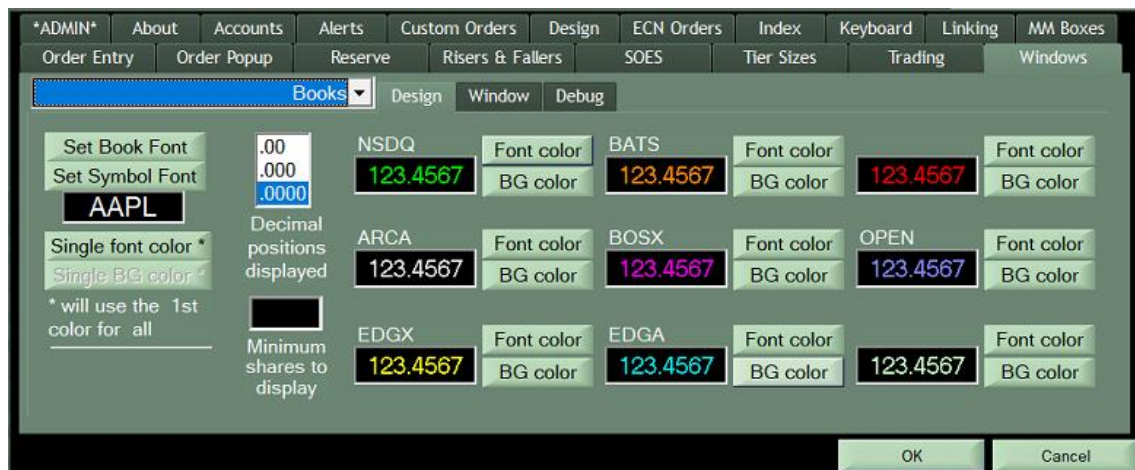 *ADMIN* About Accounts Alerts Custom Orders Design ECN Orders Index Keyboard Linking MM Boxes
Order Entry Order Popup Reserve Risers & Fallers SOES Tier Sizes Trading Windows
Books Design Window Debug
Set Book Font
Set Symbol Font
AAPL
Single font color *
Single BG color *
* will use the 1st
color for all
.00
.000
.0000
Decimal
positions
displayed
Minimum
shares to
display
NSDQ
123.4567
Font color
BG color
BATS
123.4567
Font color
BG color
123.4567
Font color
BG color
ARCA
123.4567
Font color
BG color
BOSX
123.4567
Font color
BG color
OPEN
123.4567
Font color
BG color
EDGX
123.4567
Font color
BG color
EDGA
123.4567
Font color
BG color
123.4567
Font color
BG color
OK Cancel